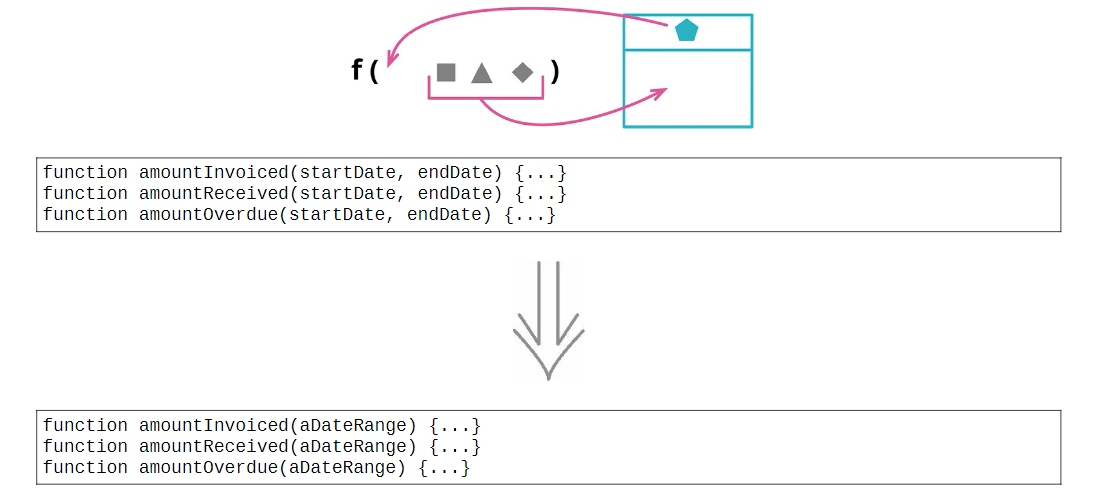 f( )
function amountInvoiced(startDate, endDate) {...}
function amountReceived(startDate, endDate) {...}
function amountOverdue(startDate, endDate) {...}
function amountInvoiced(aDateRange) {...}
function amountReceived(aDateRange) {...}
function amountOverdue(aDateRange) {...}